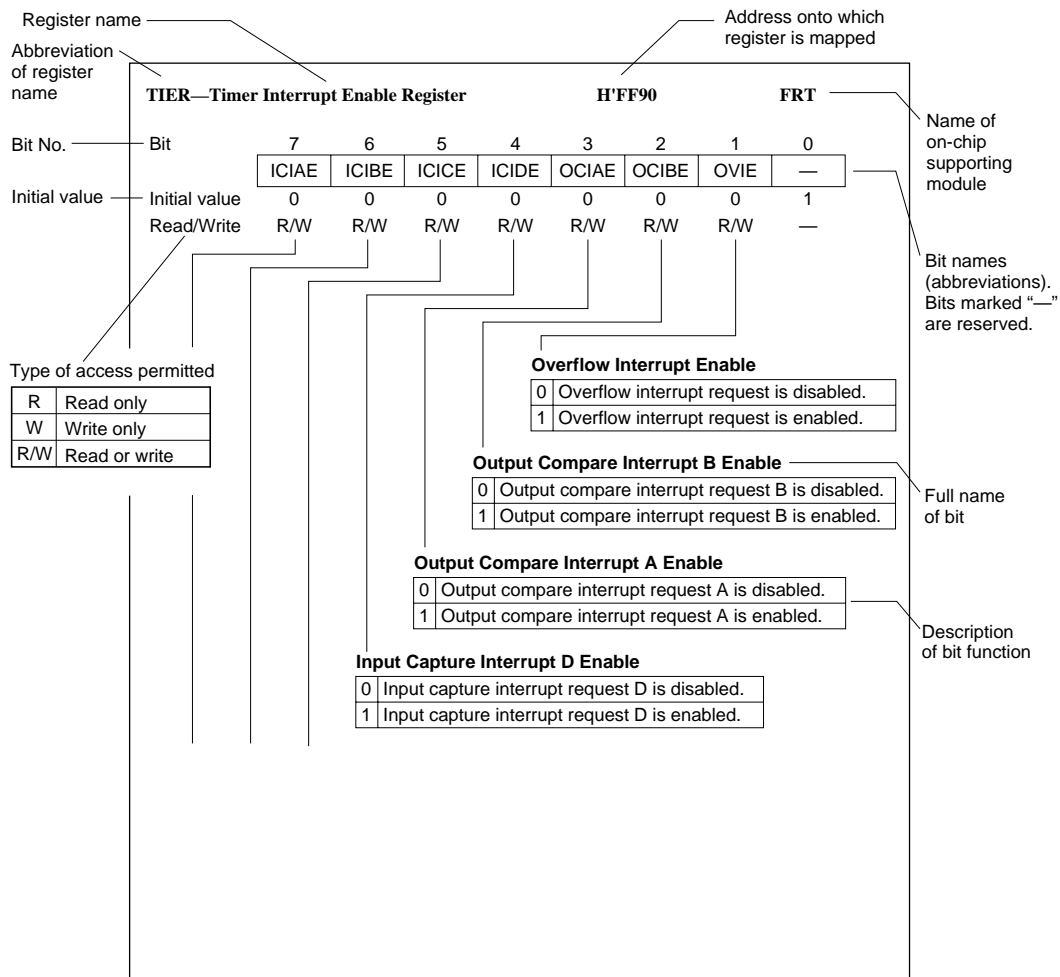 Register name
Address onto which
register is mapped
Abbreviation
of register
name
TIER—Timer Interrupt Enable Register H'FF90 FRT
Name of
on-chip
supporting
module
Bit No. Bit 7 6 5 4 3 2 1 0
ICIAE ICIBE ICICE ICIDE OCIAE OCIBE OVIE —
Initial value Initial value 0 0 0 0 0 0 0 1
Read/Write R/W R/W R/W R/W R/W R/W R/W —
Bit names
(abbreviations).
Bits marked “—”
are reserved.
Type of access permitted
R Read only
W Write only
R/W Read or write
Overflow Interrupt Enable
0 Overflow interrupt request is disabled.
1 Overflow interrupt request is enabled.
Output Compare Interrupt B Enable
0 Output compare interrupt request B is disabled.
1 Output compare interrupt request B is enabled.
Full name
of bit
Output Compare Interrupt A Enable
0 Output compare interrupt request A is disabled.
1 Output compare interrupt request A is enabled.
Description
of bit function
Input Capture Interrupt D Enable
0 Input capture interrupt request D is disabled.
1 Input capture interrupt request D is enabled.